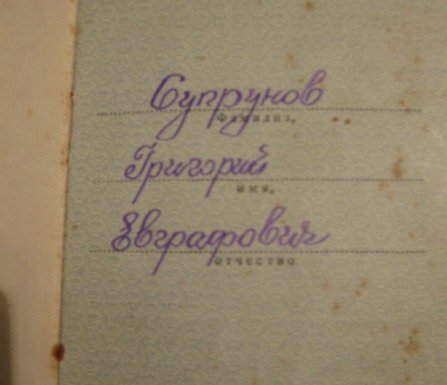 Супрунов
фамилия,
Григорий
имя,
Евграфович
отчество